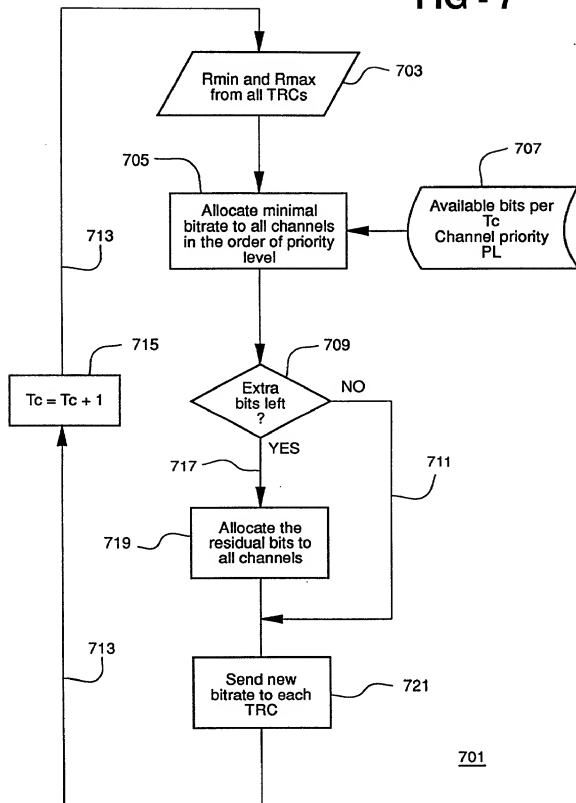 FIG - 7
Rmin and Rmax
from all TRCs
703
705
707
Allocate minimal
bitrate to all channels
in the order of priority
level
Available bits per
Tc
Channel priority
PL
713
715
Tc = Tc + 1
709
Extra
bits left
?
NO
YES
717
711
719
Allocate the
residual bits to
all channels
713
Send new
bitrate to each
TRC
721
701